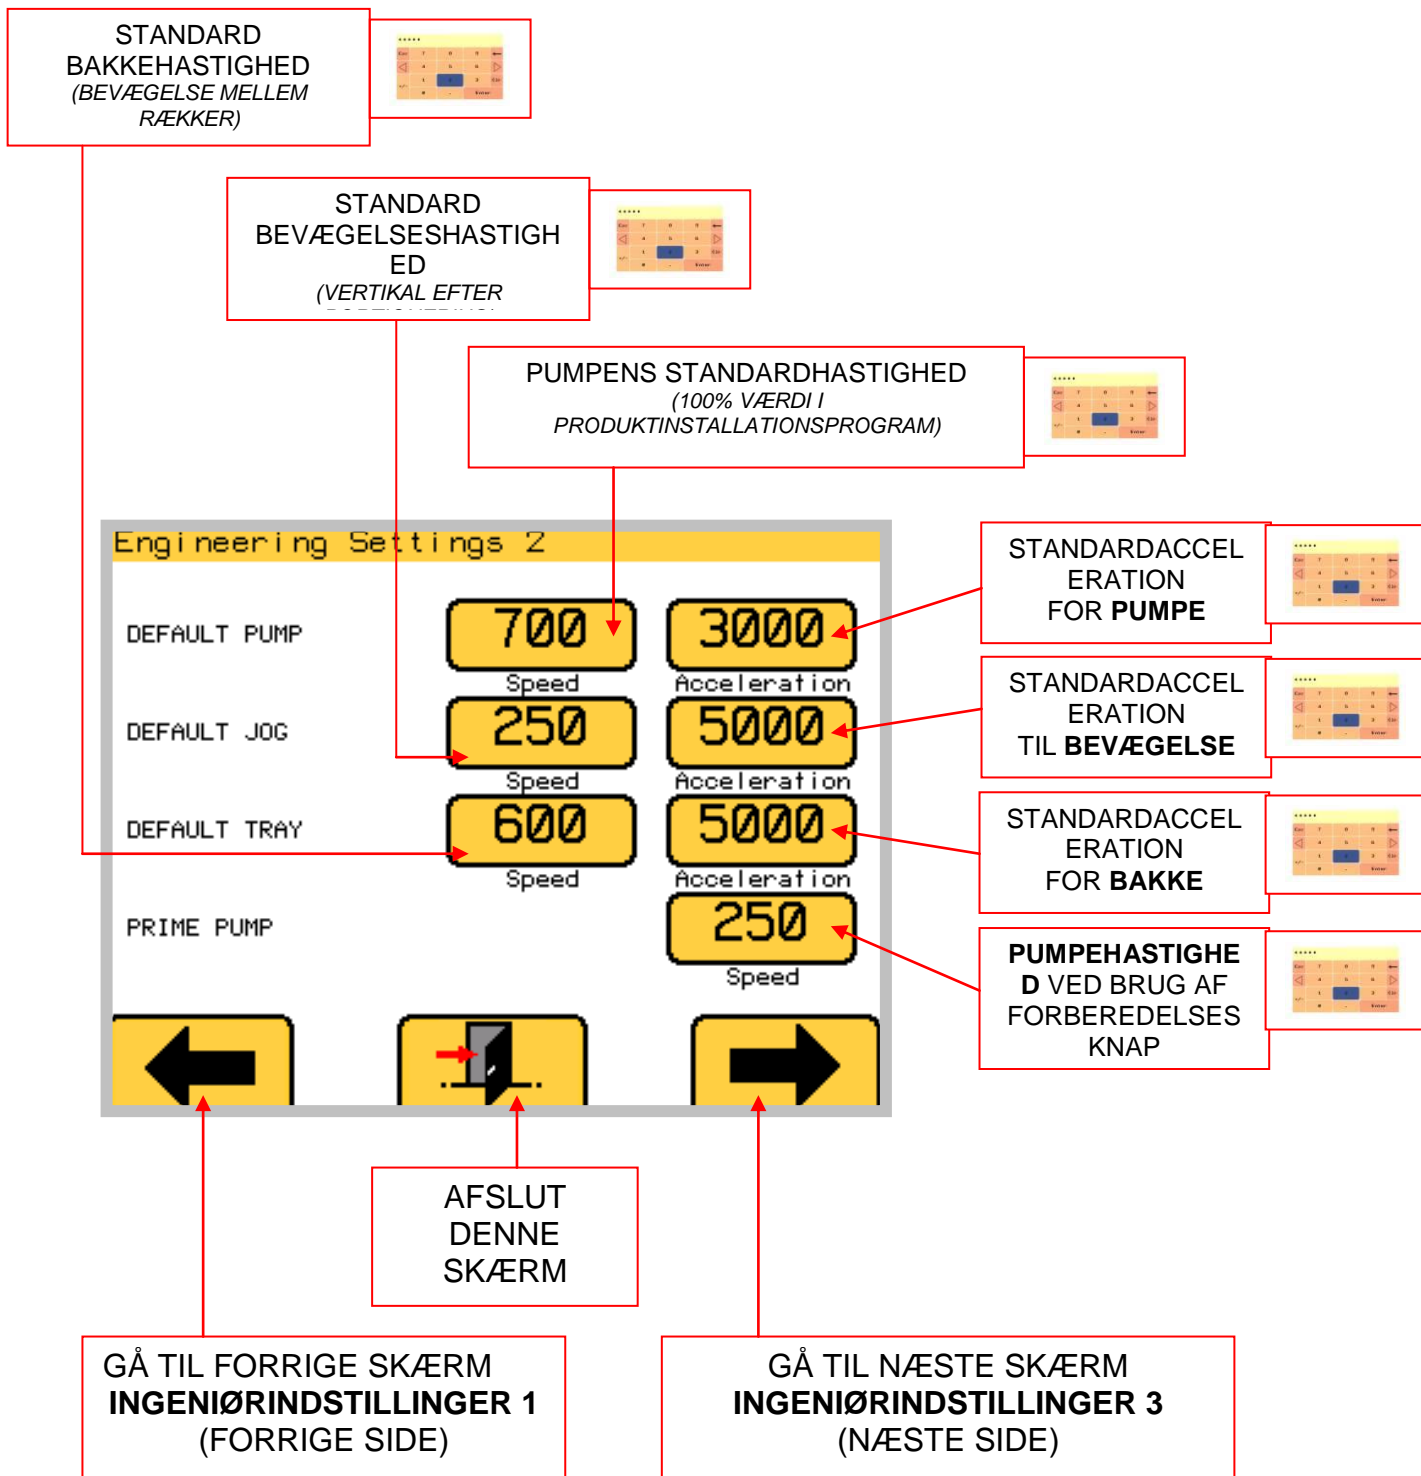 STANDARD
BAKKEHASTIGHED
(BEVÆGELSE MELLEM
RÆKKER)
STANDARD
BEVÆGELSESHASTIGH
ED
(VERTIKAL EFTER
PUMPENS STANDARDHASTIGHED
(100% VÆRDI I
PRODUKTINSTALLATIONSPROGRAM)
Engineering Settings 2
DEFAULT PUMP
700
3000
Speed
Acceleration
DEFAULT JOG
250
5000
Speed
Acceleration
DEFAULT TRAY
600
5000
Speed
Acceleration
PRIME PUMP
250
Speed
STANDARDACCEL
ERATION
FOR PUMPE
STANDARDACCEL
ERATION
TIL BEVÆGELSE
STANDARDACCEL
ERATION
FOR BAKKE
PUMPEHASTIGHE
D VED BRUG AF
FORBEREDELSES
KNAP
AFSLUT
DENNE
SKÆRM
GÅ TIL FORRIGE SKÆRM
INGENIØRINDSTILLINGER 1
(FORRIGE SIDE)
GÅ TIL NÆSTE SKÆRM
INGENIØRINDSTILLINGER 3
(NÆSTE SIDE)